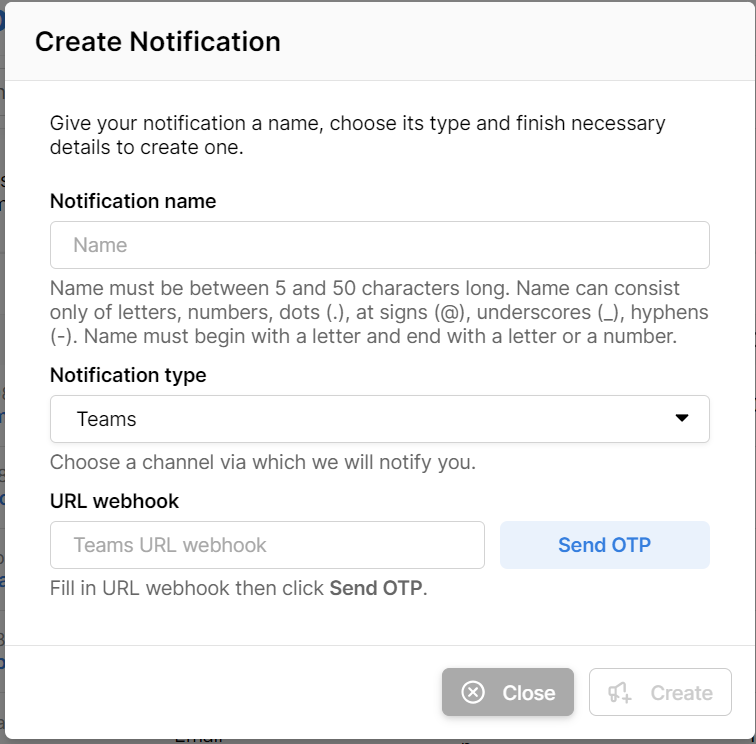 Create Notification
Give your notification a name, choose its type and finish necessary
details to create one.
Notification name
Name
Name must be between 5 and 50 characters long. Name can consist
only of letters, numbers, dots (.), at signs (@), underscores (_), hyphens
(-). Name must begin with a letter and end with a letter or a number.
Notification type
Teams
Choose a channel via which we will notify you.
URL webhook
Teams URL webhook
Send OTP
Fill in URL webhook then click Send OTP.
Close
Create